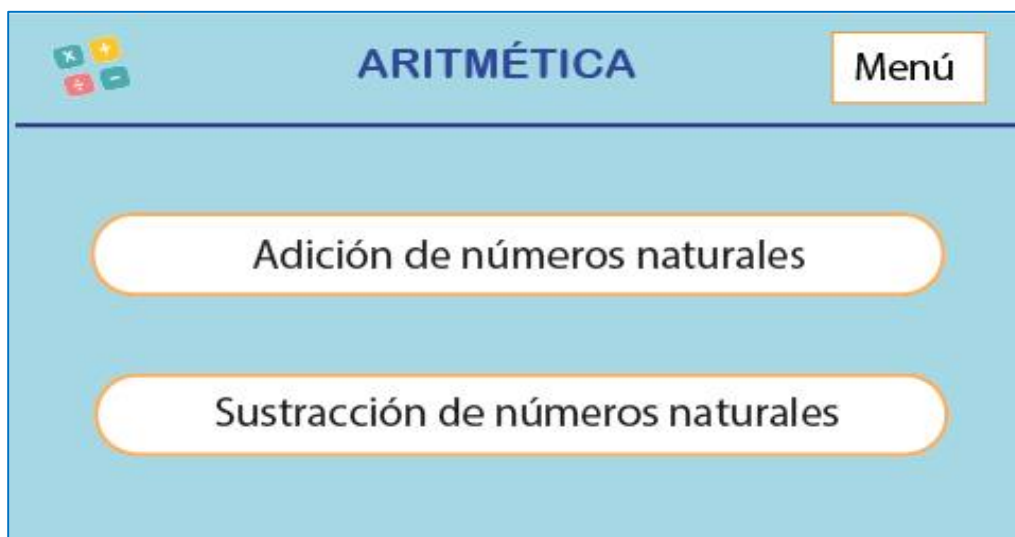 ARITMÉTICA
Menú
Adición de números naturales
Sustracción de números naturales